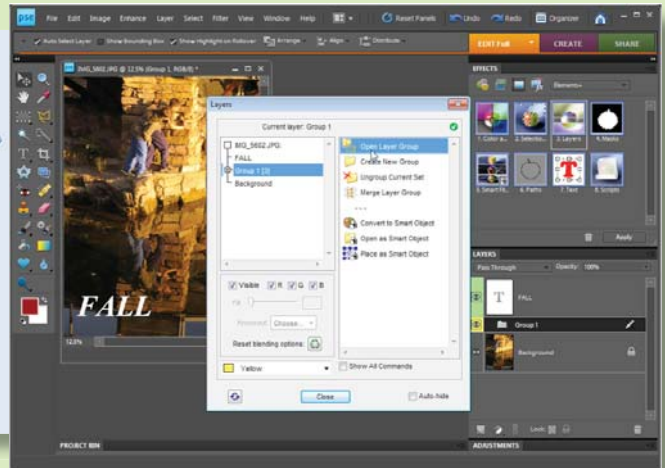 pse File Edit Image Enhance Layer Select Filter View Window Help Reset Panels Undo Redo Organizer
Auto Select Layer Show Bounding Box Show Highlight on Rollover Arrange Align Distribute
EDIT Full CREATE SHARE
IMG_5602.JPG @ 12.5% (Group 1, RGB/8) *
EFFECTS
Elements+
1. Color a... 2. Selectio... 3. Layers 4. Masks
5. Smart Fil... 6. Paths 7. Text 8. Scripts
Apply
Layers
Current layer: Group 1
IMG_5602.JPG
FALL
Group 1 [2]
Background
Open Layer Group
Create New Group
Ungroup Current Set
Merge Layer Group
Convert to Smart Object
Open as Smart Object
Place as Smart Object
Visible R G B
Fill
Choose...
Reset blending options:
Yellow
Show All Commands
Close
Auto-hide
FALL
12.5%
LAYERS
Pass Through Opacity: 100%
T FALL
Group 1
Background
Lock:
PROJECT BIN
ADJUSTMENTS